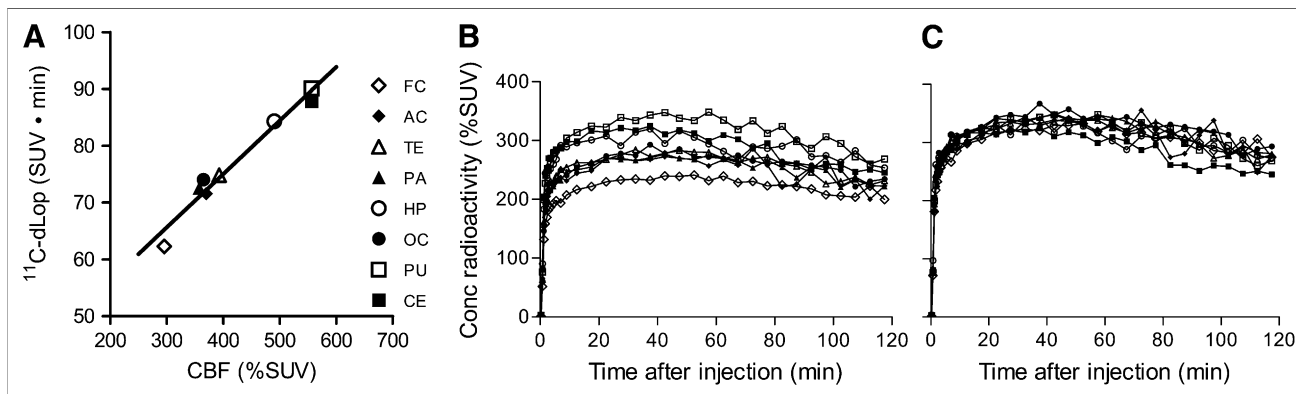 A
100
90
80
70
60
50
200 300 400 500 600 700
¹¹C-dLop (SUV • min)
CBF (%SUV)
FC
AC
TE
PA
HP
OC
PU
CE
B
400
300
200
100
0
0 20 40 60 80 100 120
Conc radioactivity (%SUV)
Time after injection (min)
C
0 20 40 60 80 100 120
Time after injection (min)